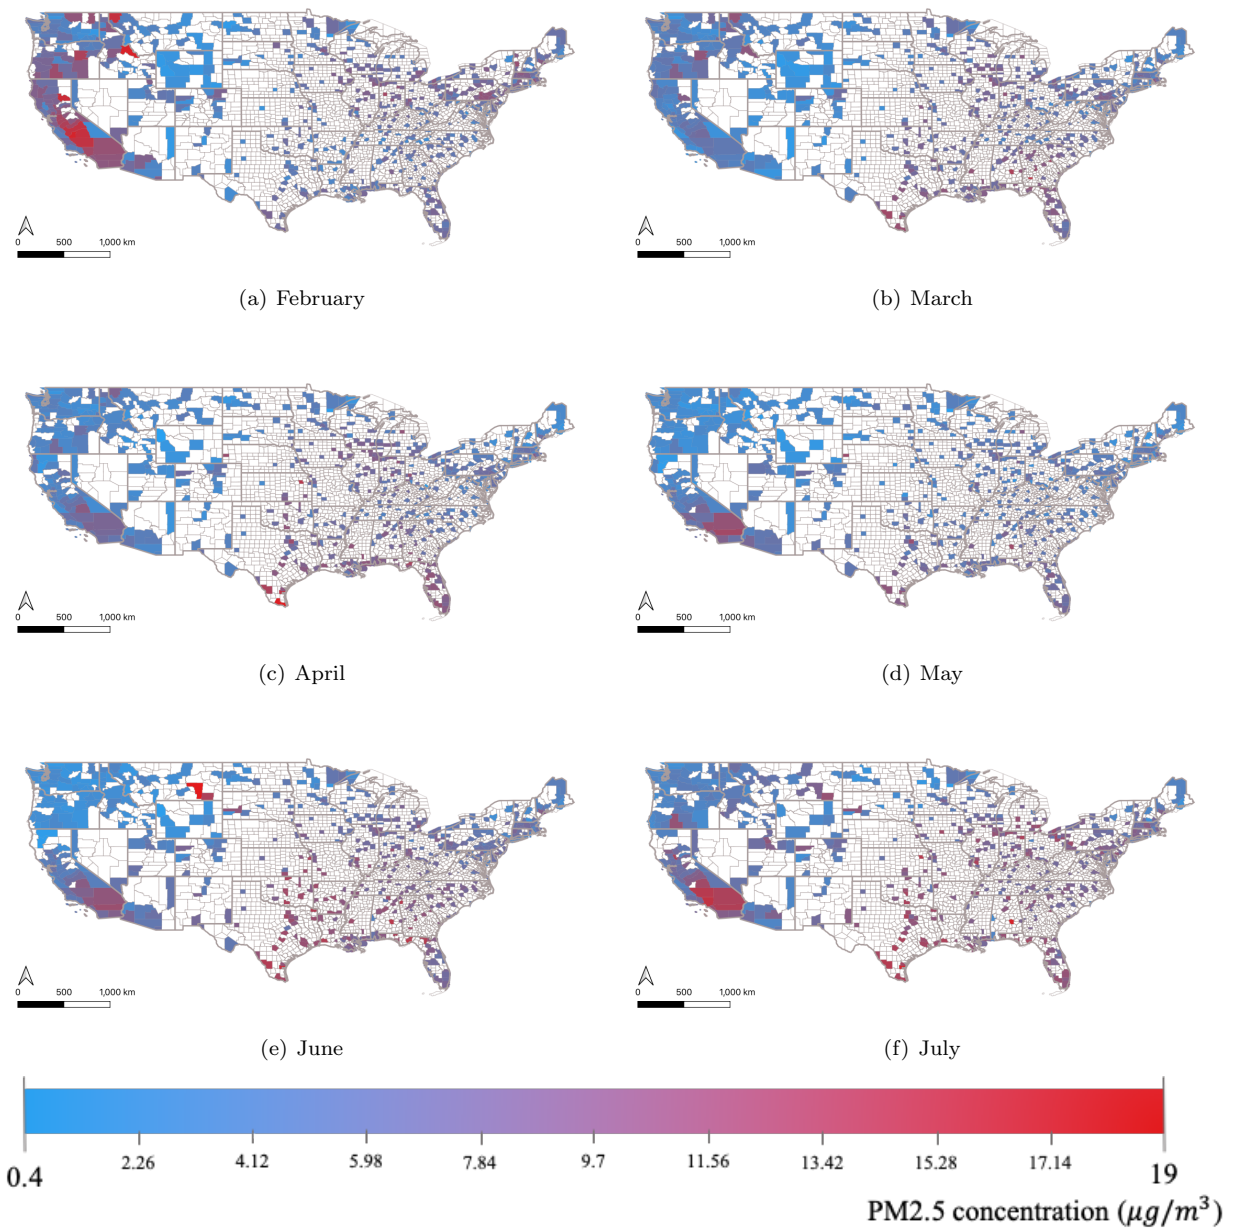 0 500 1,000 km
0 500 1,000 km
(a) February
(b) March
0 500 1,000 km
0 500 1,000 km
(c) April
(d) May
0 500 1,000 km
0 500 1,000 km
(e) June
(f) July
0.4 2.26 4.12 5.98 7.84 9.7 11.56 13.42 15.28 17.14 19
PM2.5 concentration (μg/m³)